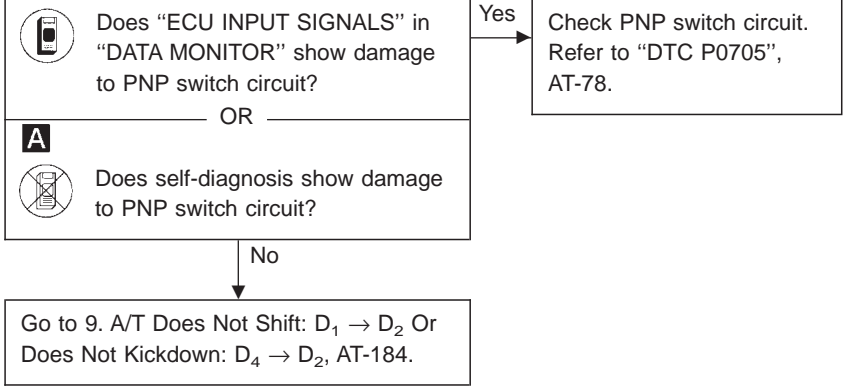 Does “ECU INPUT SIGNALS” in
“DATA MONITOR” show damage
to PNP switch circuit?
Yes
Check PNP switch circuit.
Refer to “DTC P0705”,
AT-78.
OR
A
Does self-diagnosis show damage
to PNP switch circuit?
No
Go to 9. A/T Does Not Shift: D₁ → D₂ Or
Does Not Kickdown: D₄ → D₂, AT-184.